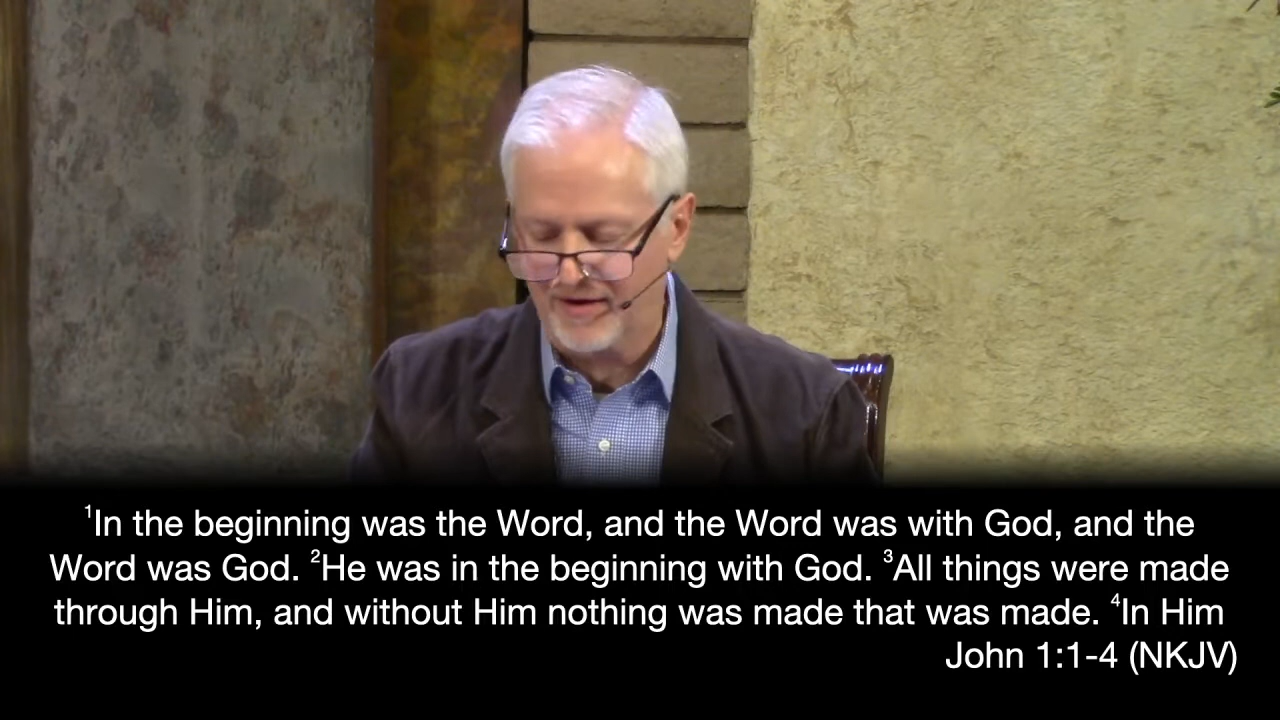 ¹In the beginning was the Word, and the Word was with God, and the
Word was God. ²He was in the beginning with God. ³All things were made
through Him, and without Him nothing was made that was made. ⁴In Him
John 1:1-4 (NKJV)